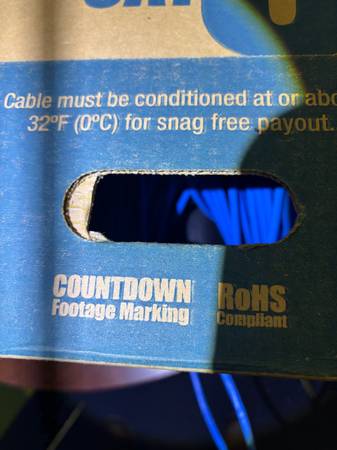 Cable must be conditioned at or abo
32°F (0°C) for snag free payout.
COUNTDOWN
Footage Marking
RoHS
Compliant